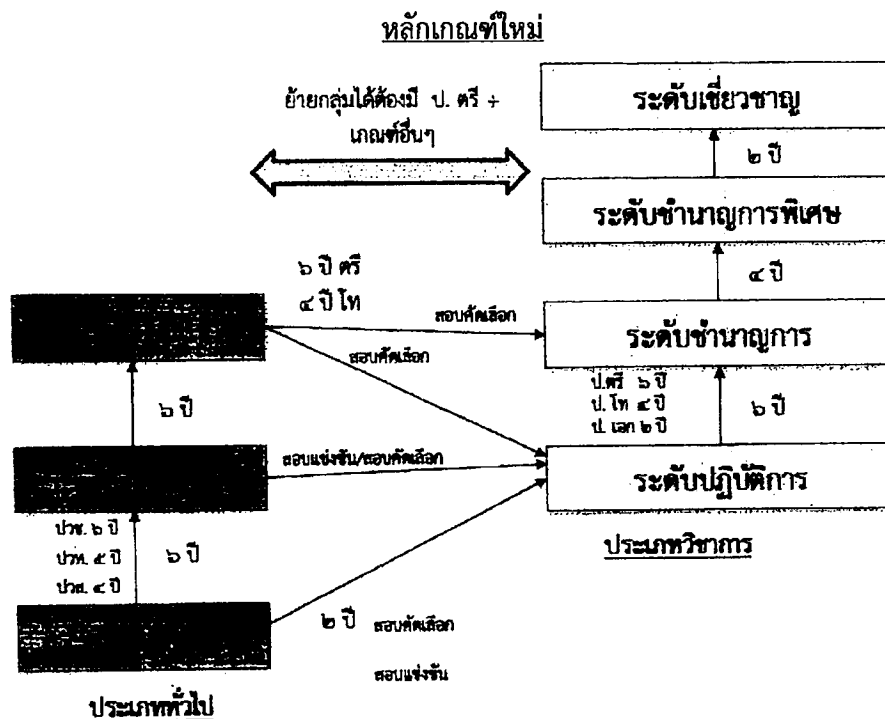 หลักเกณฑ์ใหม่
ย้ายกลุ่มได้ต้องมี ป. ตรี +
เกณฑ์อื่นๆ
ระดับเชี่ยวชาญ
๒ ปี
ระดับชำนาญการพิเศษ
๔ ปี
๖ ปี ตรี
๔ ปี โท
สอบคัดเลือก
ระดับชำนาญการ
สอบคัดเลือก
ป.ตรี ๖ ปี
ป. โท ๔ ปี
ป. เอก ๒ ปี
๖ ปี
๖ ปี
สอบแข่งขัน/สอบคัดเลือก
ระดับปฏิบัติการ
ประเภทวิชาการ
ปวช. ๖ ปี
ปวท. ๕ ปี
ปวส. ๔ ปี
๖ ปี
๒ ปี สอบคัดเลือก
สอบแข่งขัน
ประเภททั่วไป